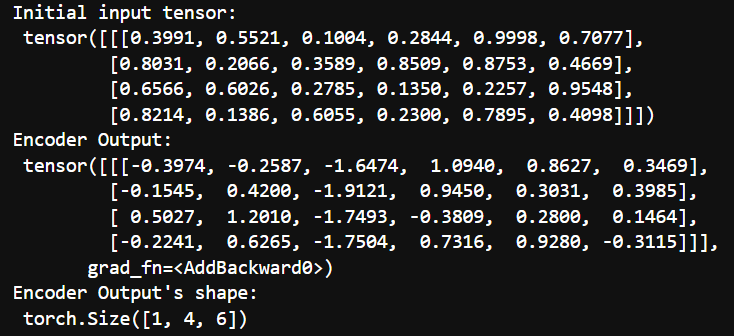 Initial input tensor:
 tensor([[[0.3991, 0.5521, 0.1004, 0.2844, 0.9998, 0.7077],
         [0.8031, 0.2066, 0.3589, 0.8509, 0.8753, 0.4669],
         [0.6566, 0.6026, 0.2785, 0.1350, 0.2257, 0.9548],
         [0.8214, 0.1386, 0.6055, 0.2300, 0.7895, 0.4098]]])
Encoder Output:
 tensor([[[-0.3974, -0.2587, -1.6474,  1.0940,  0.8627,  0.3469],
         [-0.1545,  0.4200, -1.9121,  0.9450,  0.3031,  0.3985],
         [ 0.5027,  1.2010, -1.7493, -0.3809,  0.2800,  0.1464],
         [-0.2241,  0.6265, -1.7504,  0.7316,  0.9280, -0.3115]]],
       grad_fn=<AddBackward0>)
Encoder Output's shape:
 torch.Size([1, 4, 6])